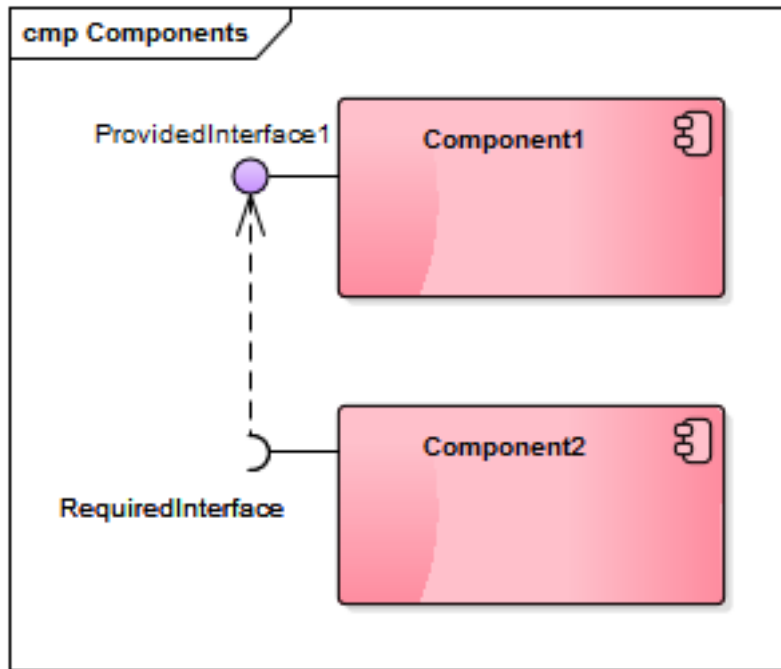 cmp Components
ProvidedInterface1
Component1
Component2
RequiredInterface